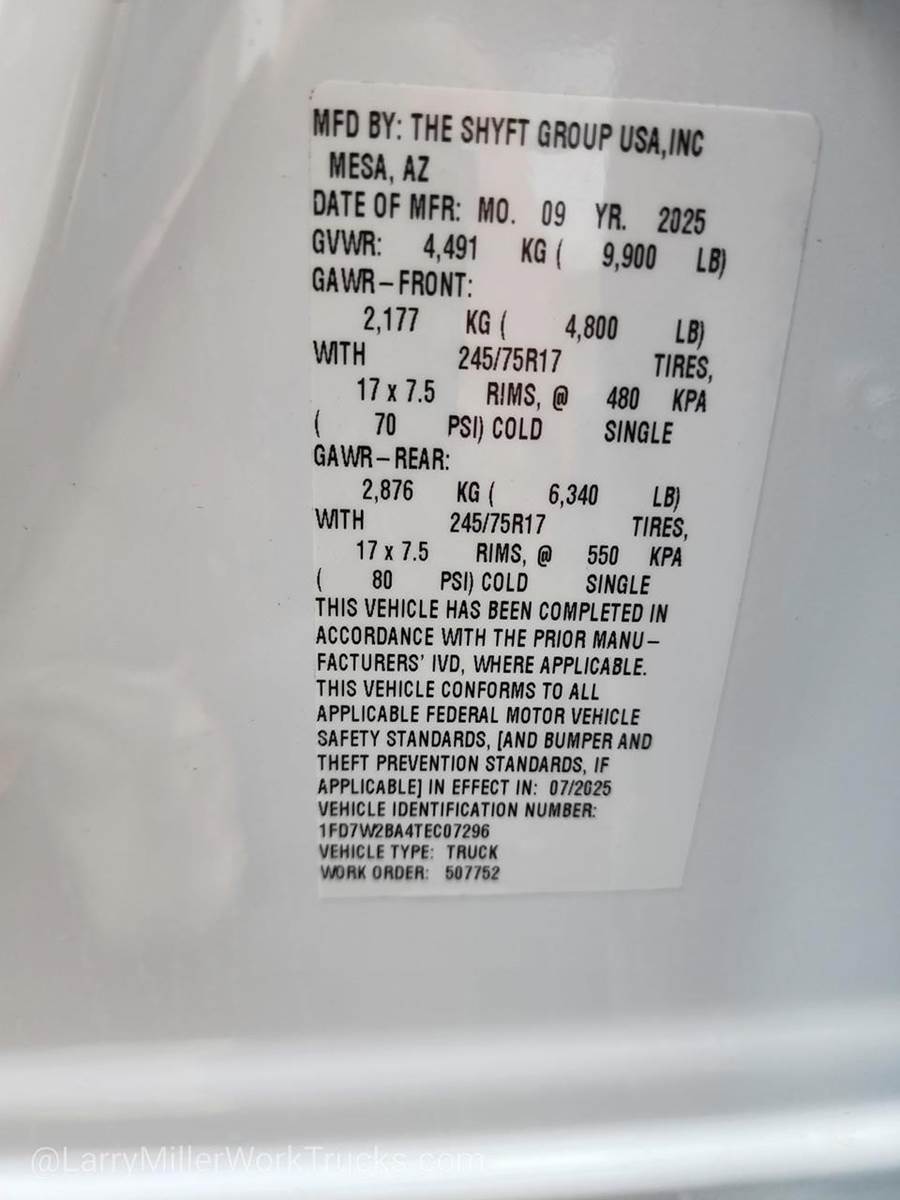 MFD BY: THE SHYFT GROUP USA,INC
MESA, AZ
DATE OF MFR: MO. 09 YR. 2025
GVWR: 4,491 KG ( 9,900 LB)
GAWR-FRONT:
2,177 KG ( 4,800 LB)
WITH 245/75R17 TIRES,
17 x 7.5 RIMS, @ 480 KPA
( 70 PSI) COLD SINGLE
GAWR-REAR:
2,876 KG ( 6,340 LB)
WITH 245/75R17 TIRES,
17 x 7.5 RIMS, @ 550 KPA
( 80 PSI) COLD SINGLE
THIS VEHICLE HAS BEEN COMPLETED IN
ACCORDANCE WITH THE PRIOR MANU-
FACTURERS' IVD, WHERE APPLICABLE.
THIS VEHICLE CONFORMS TO ALL
APPLICABLE FEDERAL MOTOR VEHICLE
SAFETY STANDARDS, [AND BUMPER AND
THEFT PREVENTION STANDARDS, IF
APPLICABLE] IN EFFECT IN: 07/2025
VEHICLE IDENTIFICATION NUMBER:
1FD7W2BA4TEC07296
VEHICLE TYPE: TRUCK
WORK ORDER: 507752
@LarryMillerWorkTrucks.com